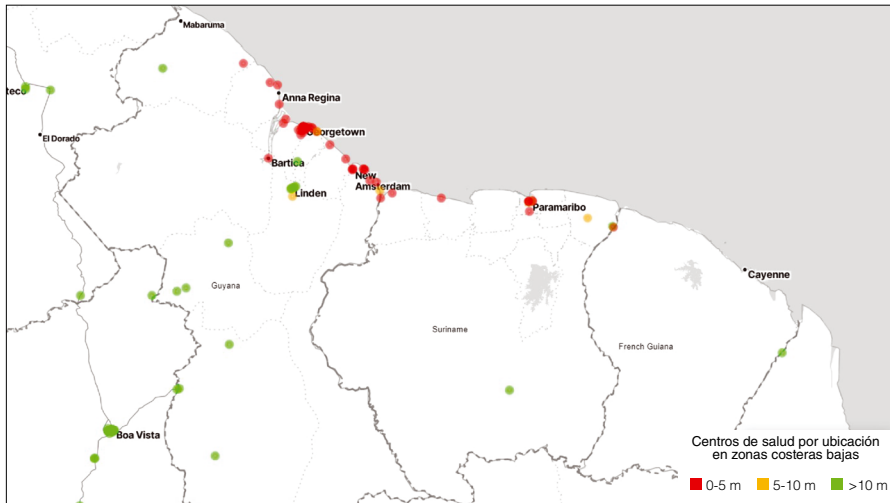 Mabaruma
teco
Anna Regina
El Dorado
Georgetown
Bartica
New
Amsterdam
Linden
Paramaribo
Cayenne
Guyana
Suriname
French Guiana
Boa Vista
Centros de salud por ubicación
en zonas costeras bajas
0-5 m 5-10 m >10 m